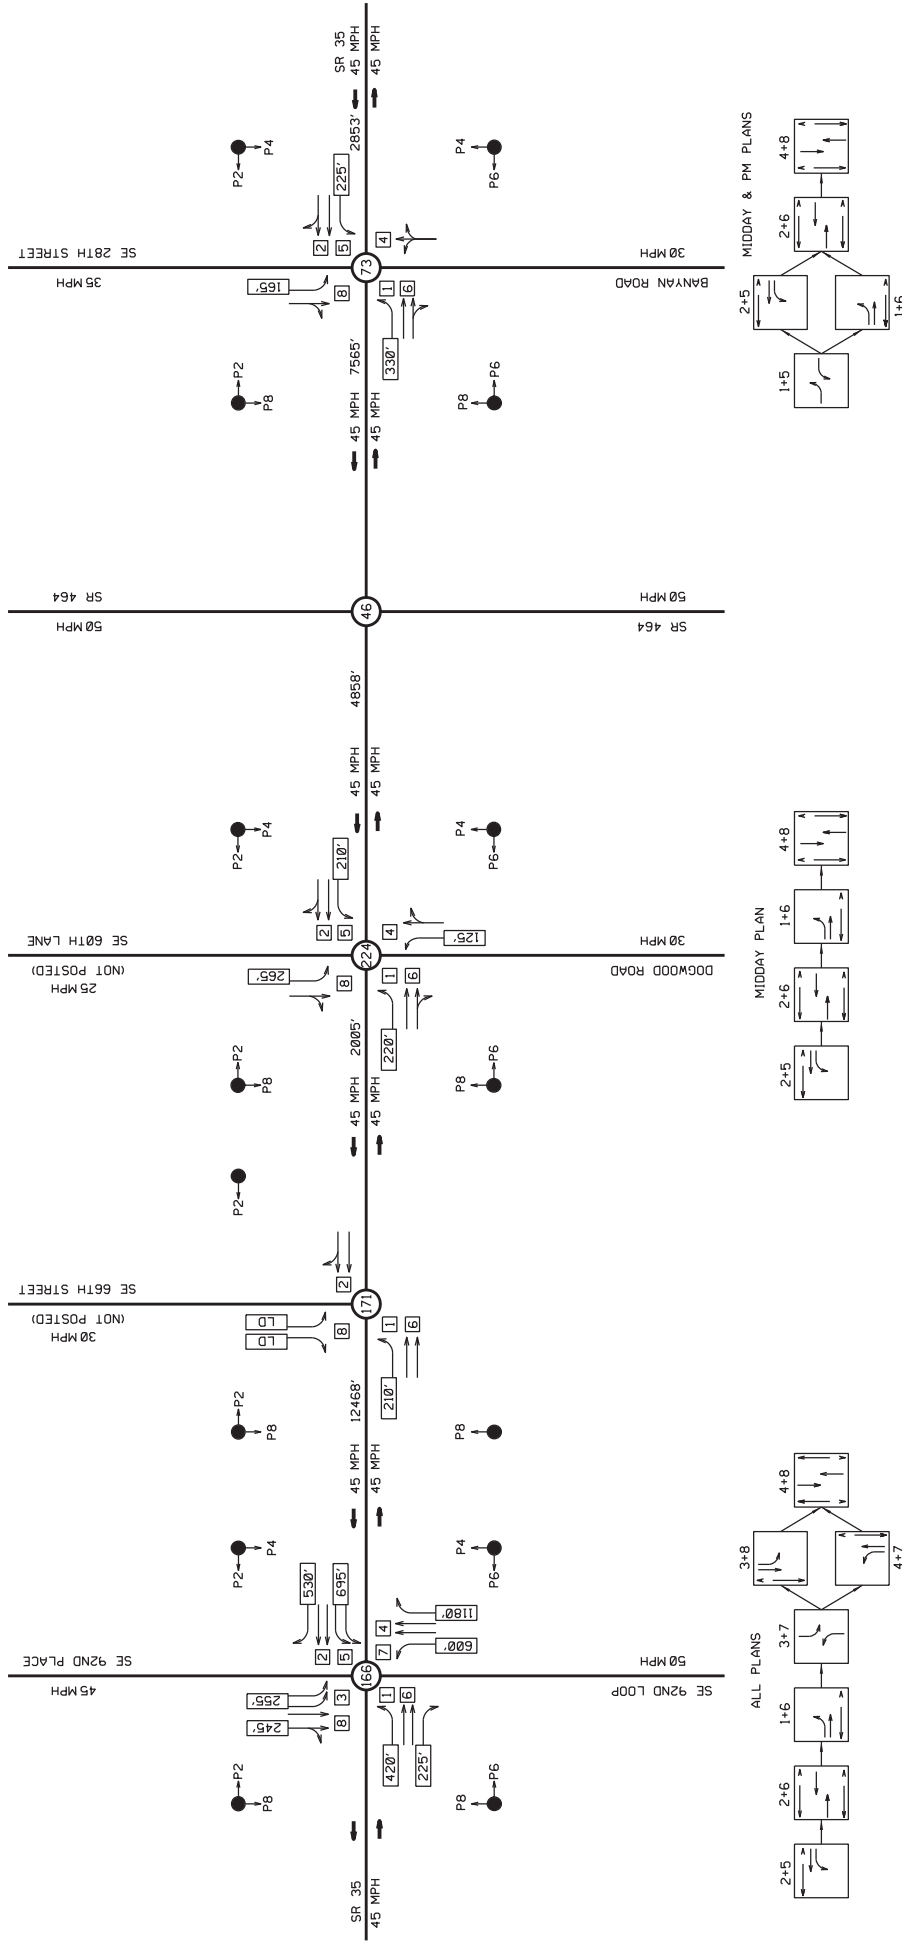 SR 35
45 MPH
45 MPH
2853'
P2
P4
P4
P6
225'
2
5
4
SE 28TH STREET
35 MPH
73
30 MPH
BANYAN ROAD
165'
8
1
6
330'
7565'
P2
P8
P8
P6
45 MPH
45 MPH
SR 464
50 MPH
46
50 MPH
SR 464
4858'
45 MPH
45 MPH
P2
P4
P4
P6
210'
2
5
4
125'
SE 60TH LANE
(NOT POSTED)
25 MPH
224
30 MPH
DOGWOOD ROAD
265'
8
1
6
220'
2005'
P2
P8
P8
P6
45 MPH
45 MPH
P2
2
SE 66TH STREET
(NOT POSTED)
30 MPH
171
LD
LD
8
1
6
210'
12468'
P2
P8
P8
45 MPH
45 MPH
P2
P4
P4
P6
530'
695'
2
5
4
7
1180'
600'
SE 92ND PLACE
45 MPH
166
50 MPH
SE 92ND LOOP
255'
245'
3
8
1
6
420'
225'
P2
P8
P8
P6
SR 35
45 MPH
MIDDAY & PM PLANS
1+5
2+5
1+6
2+6
4+8
MIDDAY PLAN
2+5
2+6
1+6
4+8
ALL PLANS
2+5
2+6
1+6
3+7
3+8
4+7
4+8